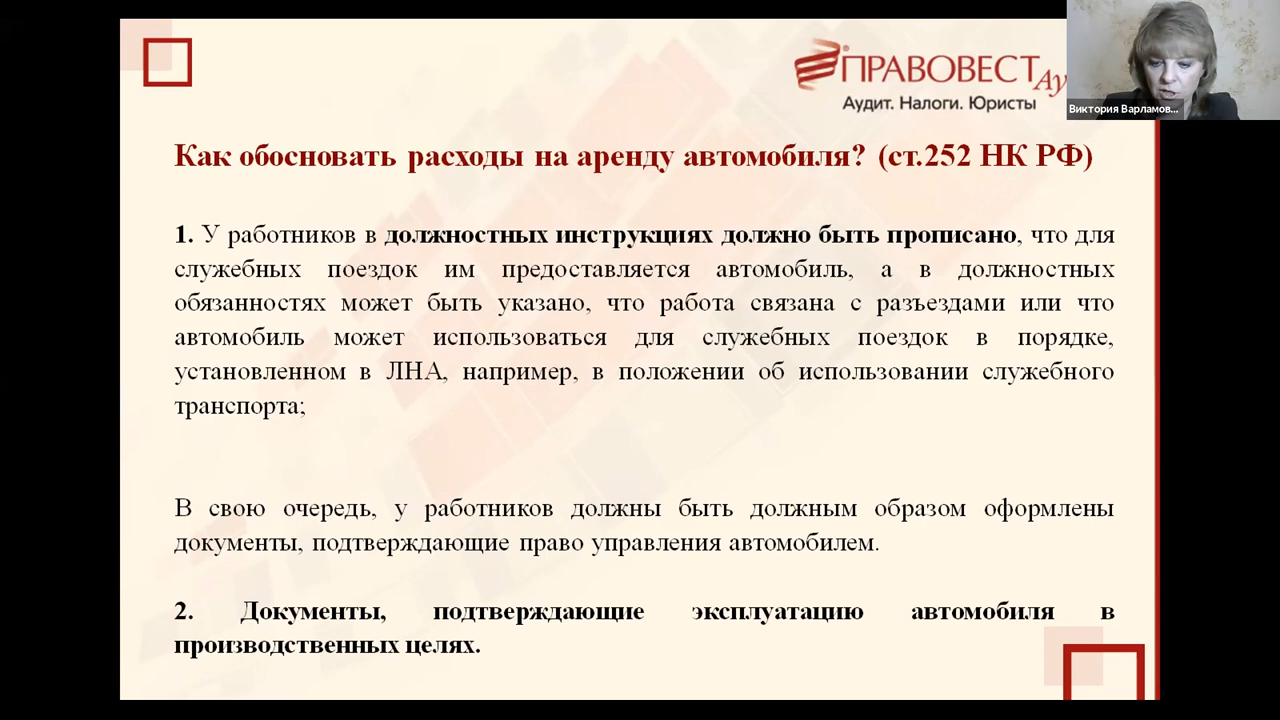 ПРАВОВЕСТ
Аудит. Налоги. Юристы
Виктория Варламов...
Как обосновать расходы на аренду автомобиля? (ст.252 НК РФ)
1. У работников в должностных инструкциях должно быть прописано, что для
служебных поездок им предоставляется автомобиль, а в должностных
обязанностях может быть указано, что работа связана с разъездами или что
автомобиль может использоваться для служебных поездок в порядке,
установленном в ЛНА, например, в положении об использовании служебного
транспорта;
В свою очередь, у работников должны быть должным образом оформлены
документы, подтверждающие право управления автомобилем.
2. Документы, подтверждающие эксплуатацию автомобиля в
производственных целях.